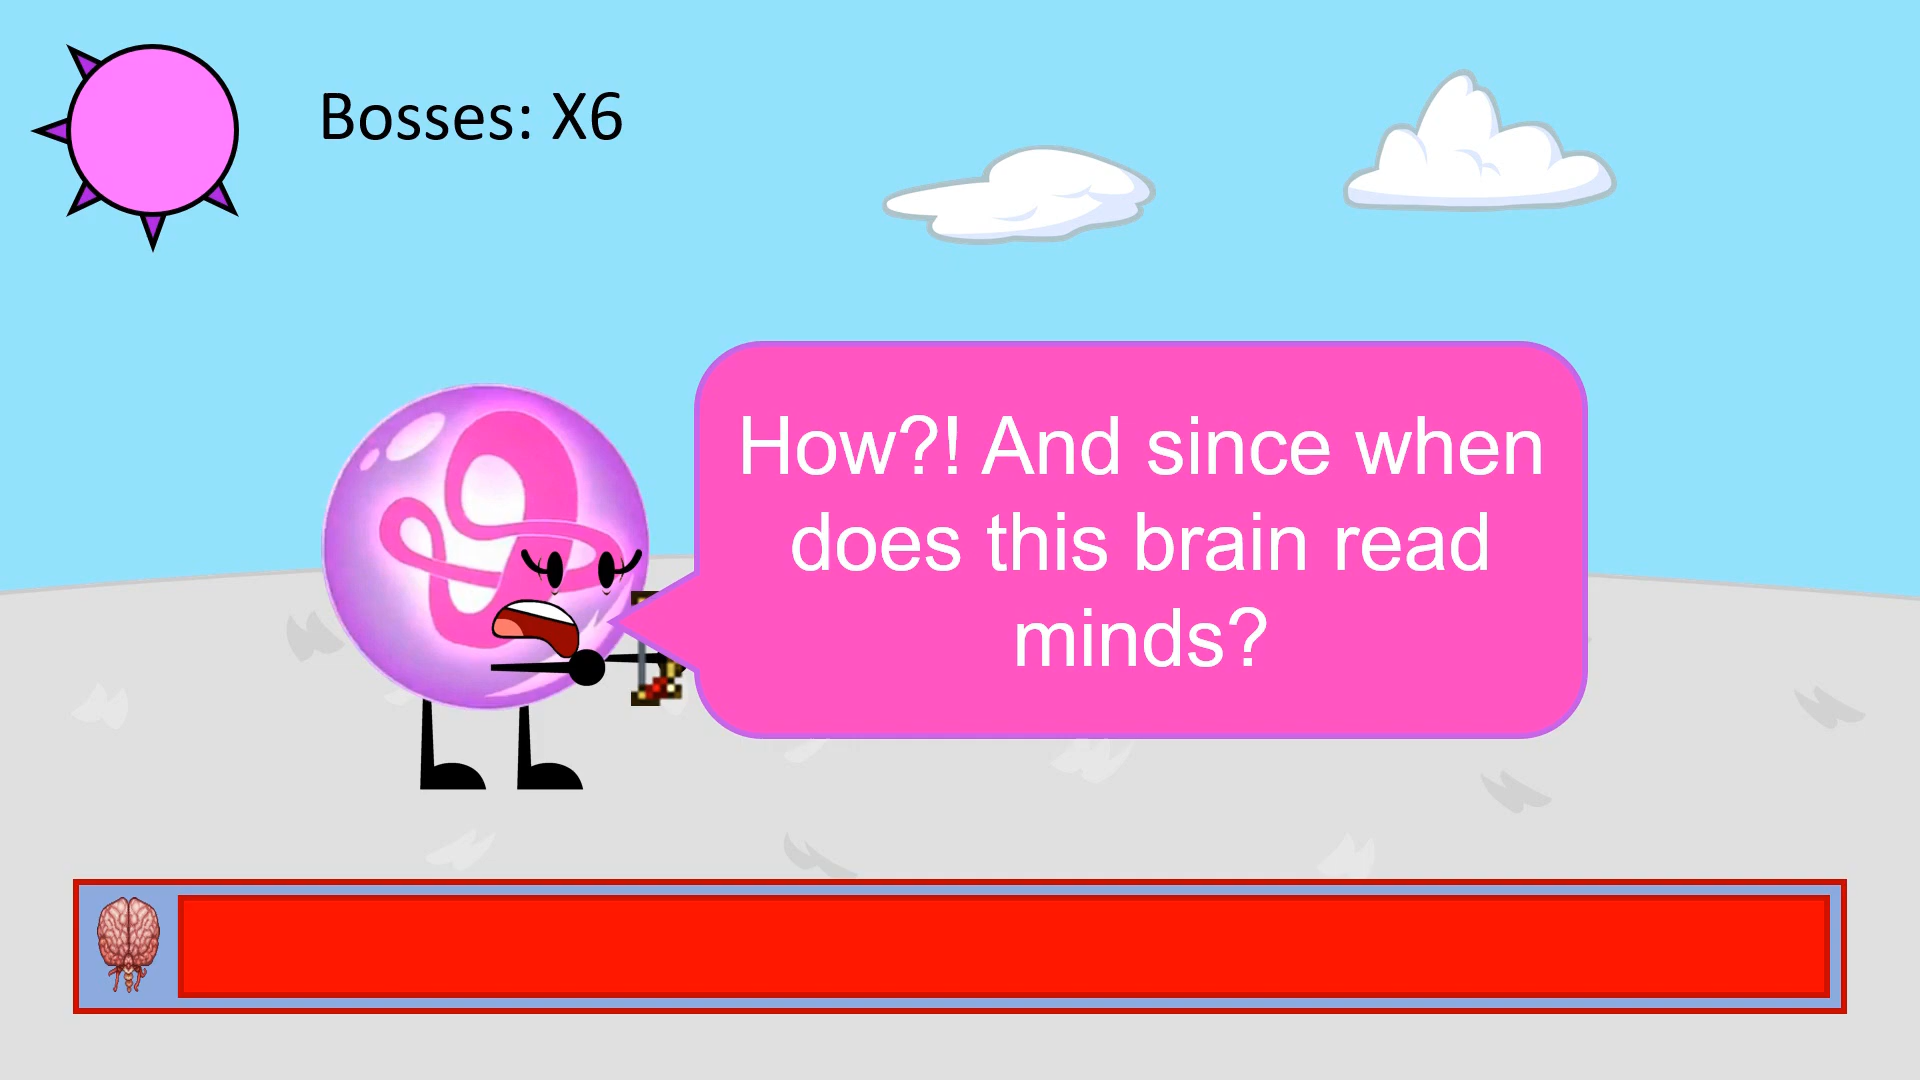 Bosses: X6
How?! And since when
does this brain read
minds?